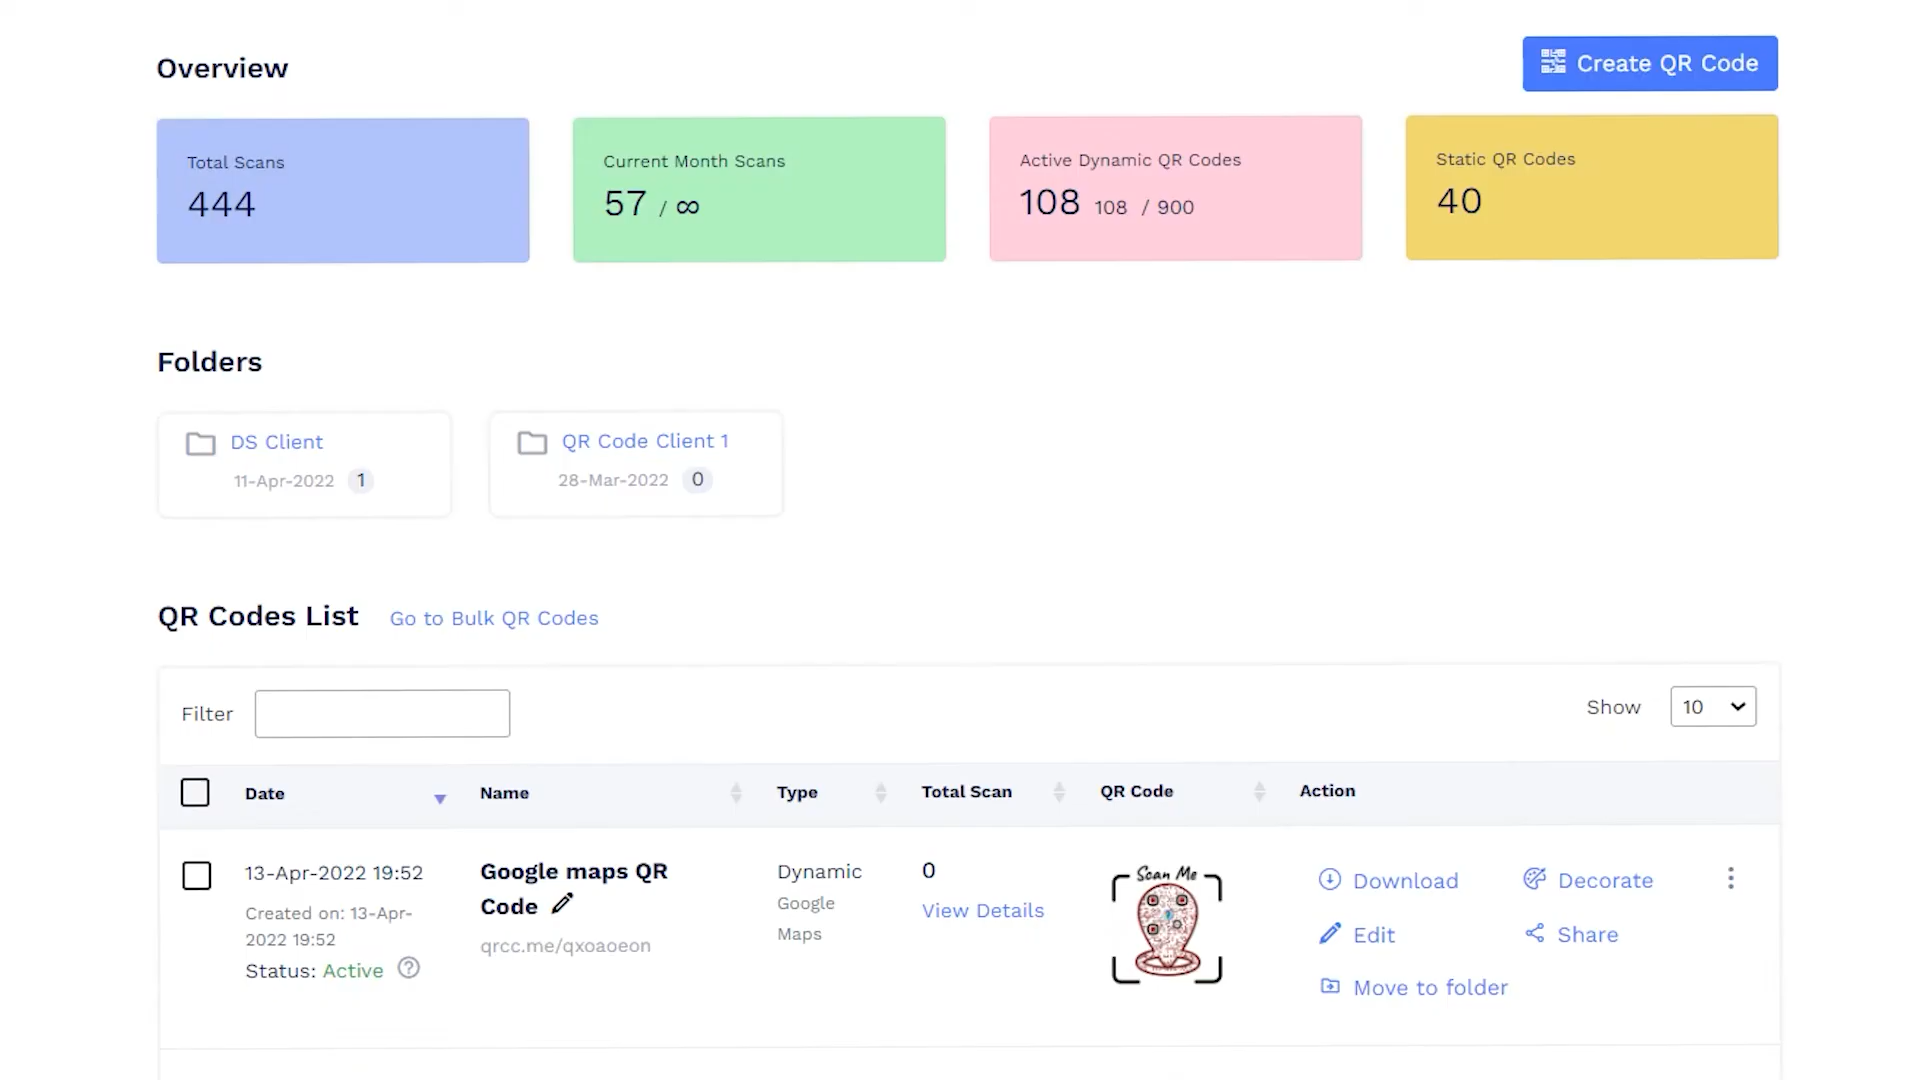 Overview
Create QR Code
Total Scans
444
Current Month Scans
57 / ∞
Active Dynamic QR Codes
108 108 / 900
Static QR Codes
40
Folders
DS Client
11-Apr-2022 1
QR Code Client 1
28-Mar-2022 0
QR Codes List Go to Bulk QR Codes
Filter
Show 10
Date Name Type Total Scan QR Code Action
13-Apr-2022 19:52
Created on: 13-Apr-
2022 19:52
Status: Active ?
Google maps QR
Code
qrcc.me/qxoaoeon
Dynamic
Google
Maps
0
View Details
Scan Me
Download Decorate
Edit Share
Move to folder